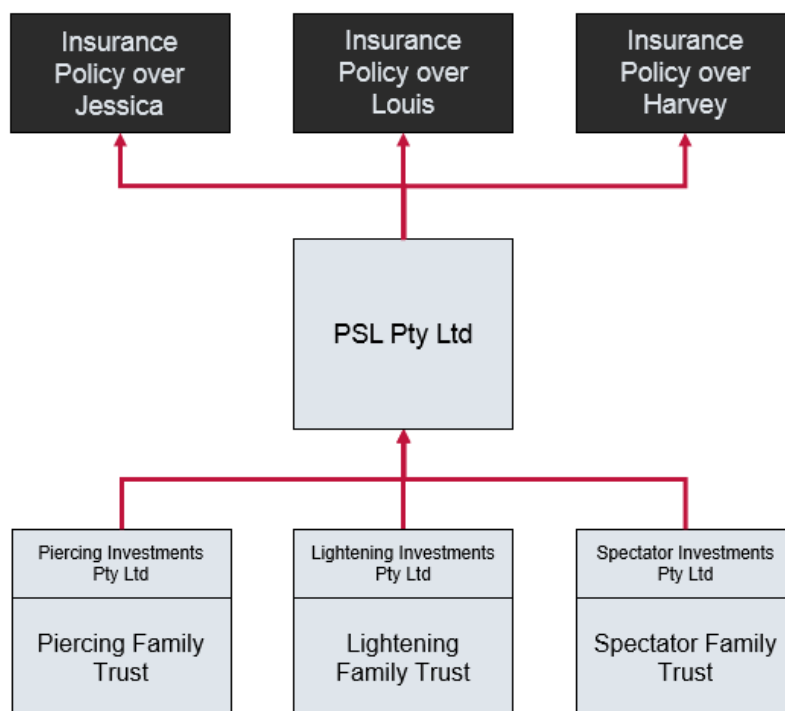 Insurance
Policy over
Jessica
Insurance
Policy over
Louis
Insurance
Policy over
Harvey
PSL Pty Ltd
Piercing Investments
Pty Ltd
Lightening Investments
Pty Ltd
Spectator Investments
Pty Ltd
Piercing Family
Trust
Lightening
Family Trust
Spectator Family
Trust